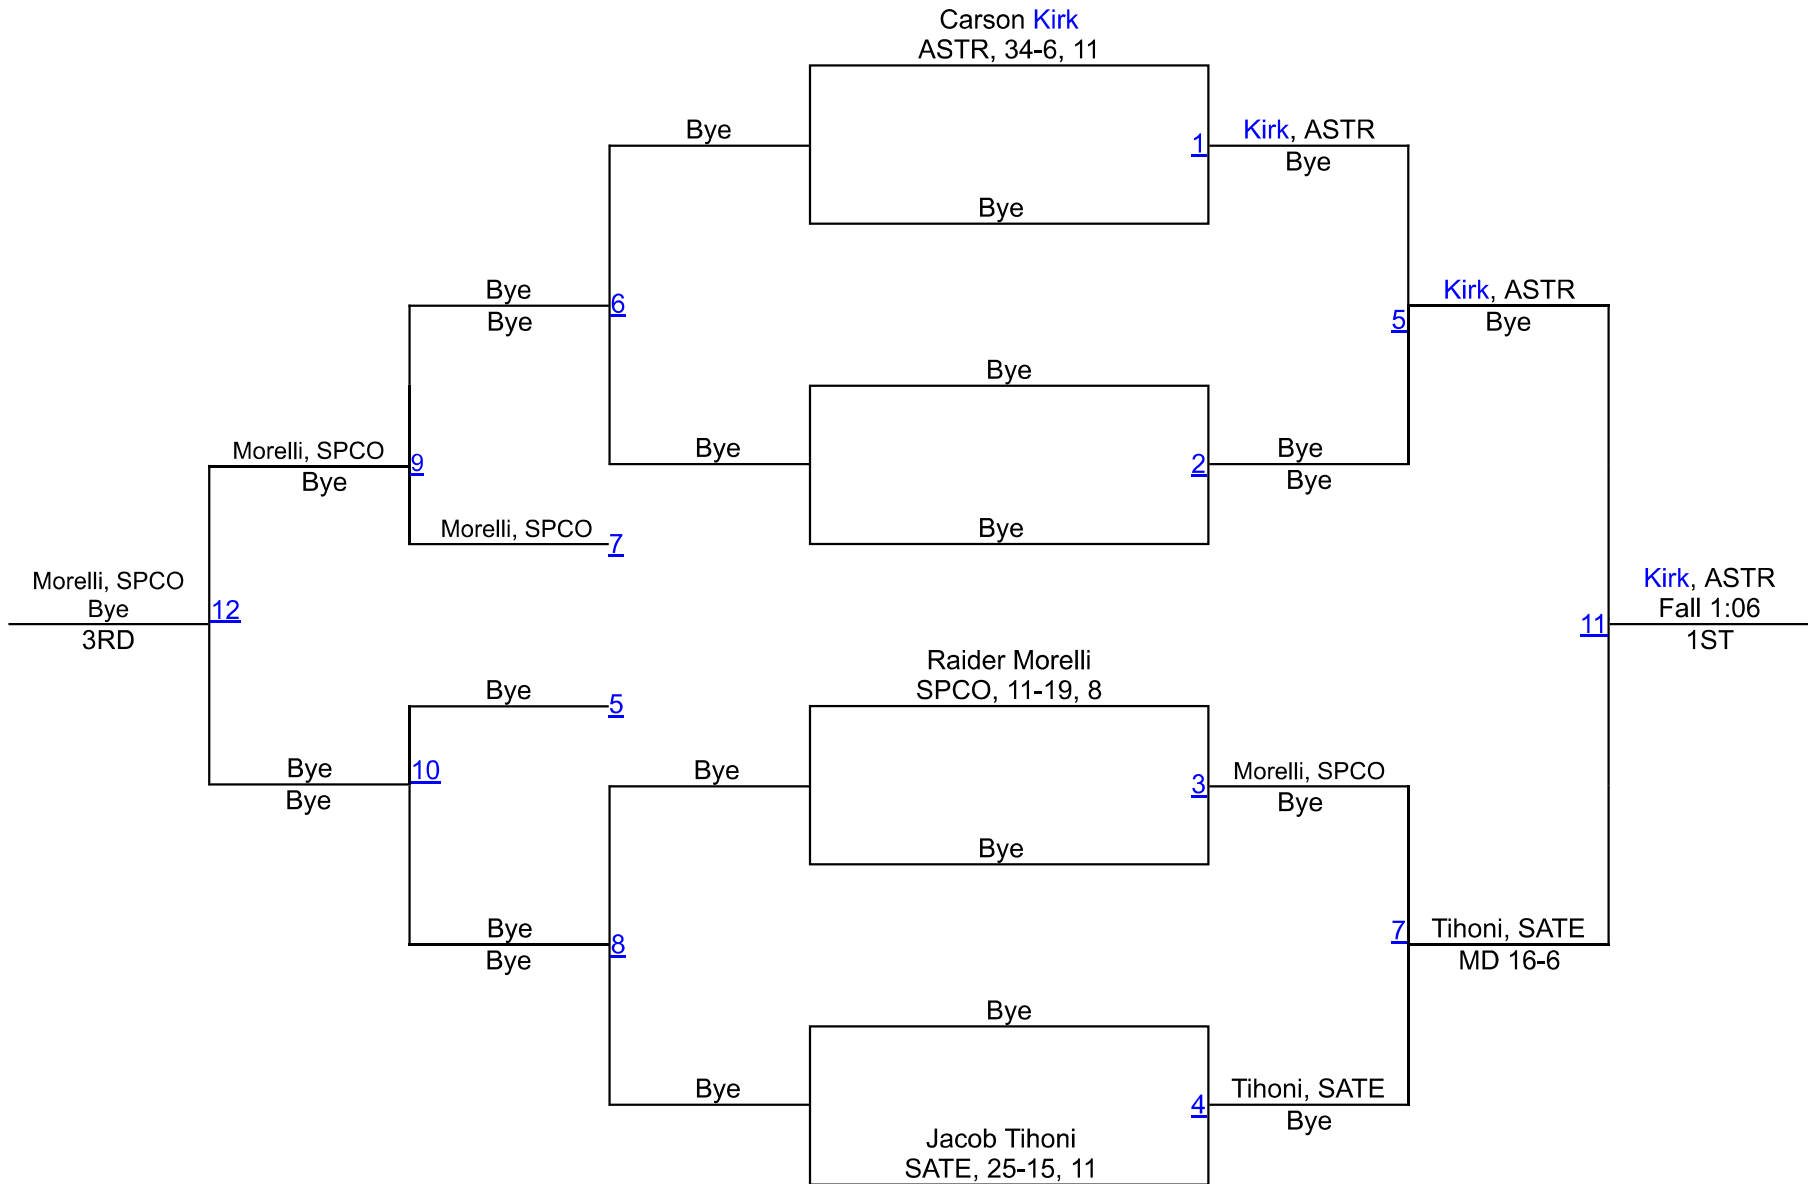 Carson Kirk
ASTR, 34-6, 11
Bye
1
Kirk, ASTR
Bye
Bye
Bye
Bye
6
Kirk, ASTR
Bye
5
Bye
Bye
2
Bye
Bye
Bye
Morelli, SPCO
Bye
9
Morelli, SPCO
7
Morelli, SPCO
Bye
3RD
12
Kirk, ASTR
Fall 1:06
1ST
11
Raider Morelli
SPCO, 11-19, 8
Bye
5
Bye
Bye
10
Bye
3
Morelli, SPCO
Bye
Bye
Bye
Bye
8
7
Tihoni, SATE
MD 16-6
Bye
Bye
4
Tihoni, SATE
Bye
Jacob Tihoni
SATE, 25-15, 11